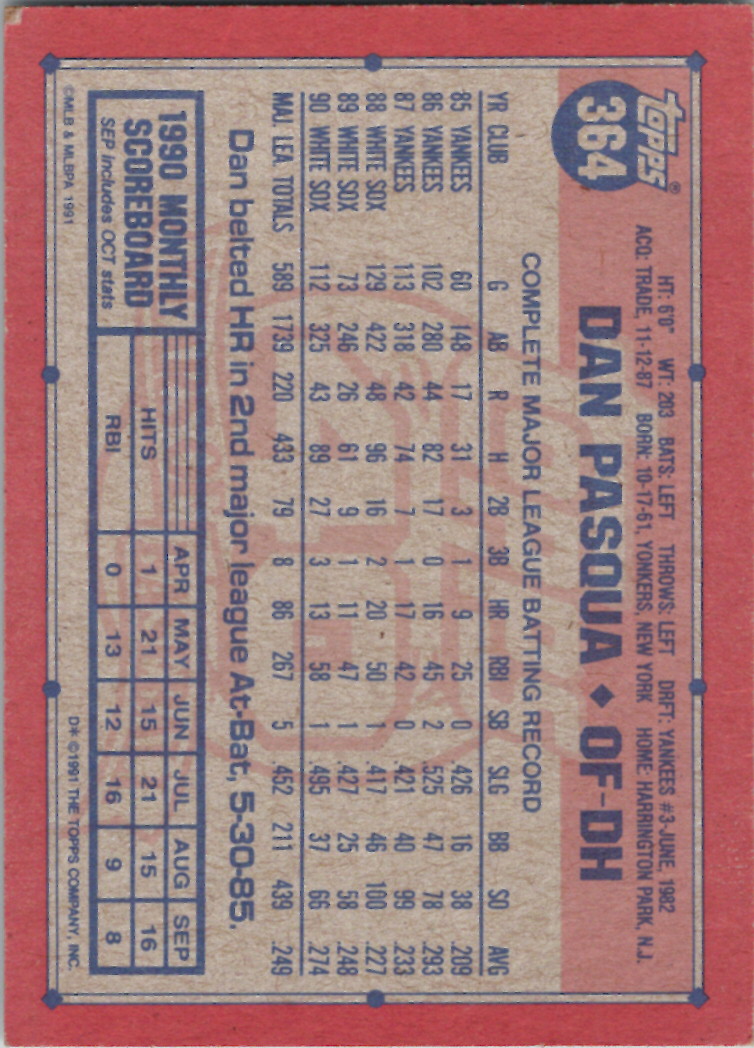 TOPPS®
364
HT: 6'0" WT: 203 BATS: LEFT THROWS: LEFT DRFT: YANKEES #3-JUNE, 1982
ACQ: TRADE, 11-12-87 BORN: 10-17-61, YONKERS, NEW YORK HOME: HARRINGTON PARK, N.J.
DAN PASQUA ♦ OF-DH
COMPLETE MAJOR LEAGUE BATTING RECORD
YR CLUB G AB R H 2B 3B HR RBI SB SLG BB SO AVG
85 YANKEES 60 148 17 31 3 1 9 25 0 .426 16 38 .209
86 YANKEES 102 280 44 82 17 0 16 45 2 .525 47 78 .293
87 YANKEES 113 318 42 74 7 1 17 42 0 .421 40 99 .233
88 WHITE SOX 129 422 48 96 16 2 20 50 1 .417 46 100 .227
89 WHITE SOX 73 246 26 61 9 1 11 47 1 .427 25 58 .248
90 WHITE SOX 112 325 43 89 27 3 13 58 1 .495 37 66 .274
MAJ LEA TOTALS 589 1739 220 433 79 8 86 267 5 .452 211 439 .249
Dan belted HR in 2nd major league At-Bat, 5-30-85.
1990 MONTHLY SCOREBOARD
SEP includes OCT stats
APR MAY JUN JUL AUG SEP
HITS 1 21 15 21 15 16
RBI 0 13 12 16 9 8
©MLB & MLBPA 1991
D* ©1991 THE TOPPS COMPANY, INC.